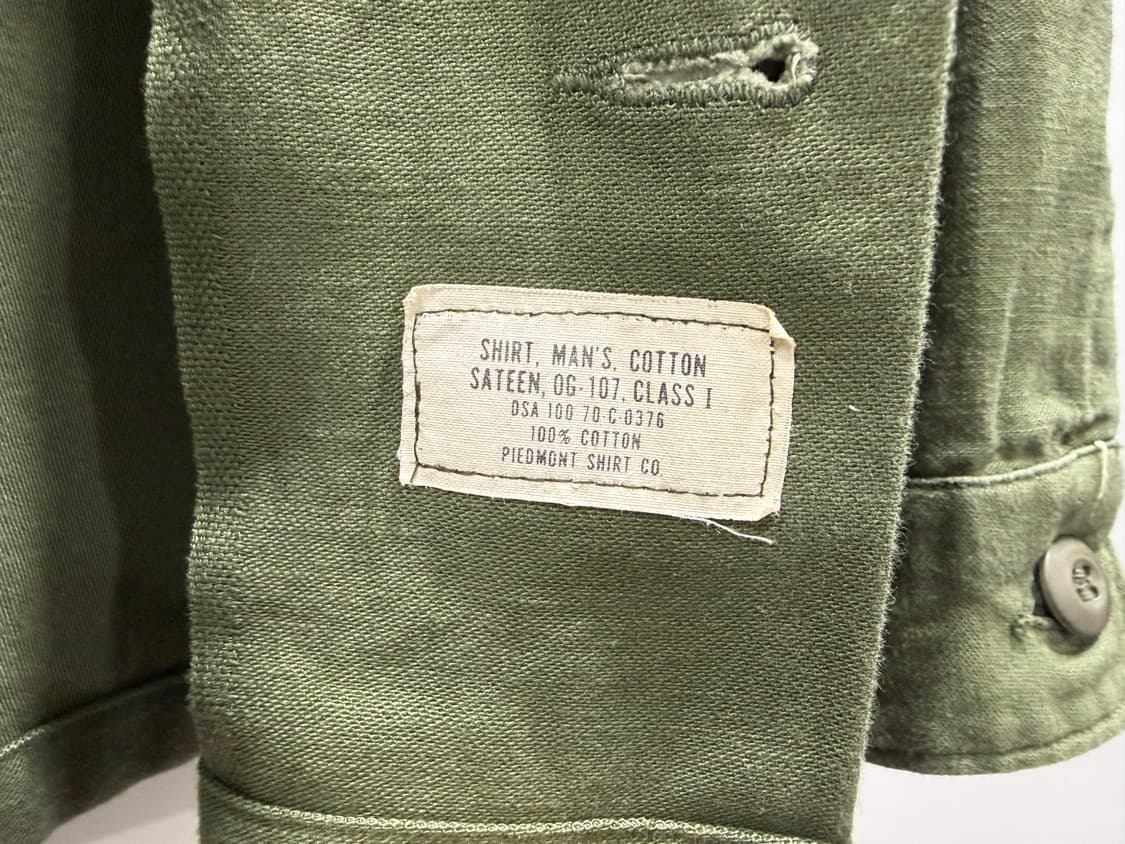 SHIRT, MAN'S. COTTON
SATEEN, OG-107. CLASS I
DSA 100 70 C-0376
100% COTTON
PIEDMONT SHIRT CO.